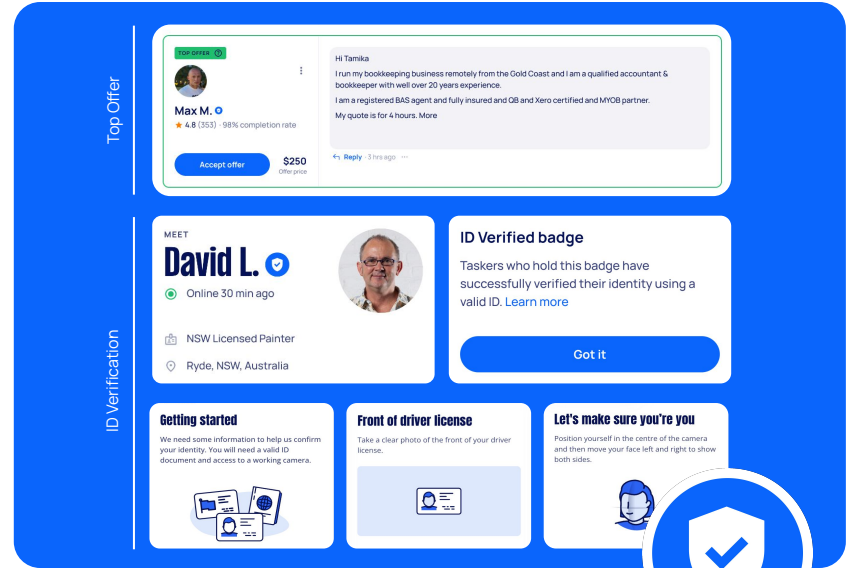 Top Offer
TOP OFFER ?
Max M.
4.8 (353) · 98% completion rate
Accept offer
$250
Offer price
Hi Tamika
I run my bookkeeping business remotely from the Gold Coast and I am a qualified accountant &
bookkeeper with well over 20 years experience.
I am a registered BAS agent and fully insured and QB and Xero certified and MYOB partner.
My quote is for 4 hours. More
Reply · 3 hrs ago ···
ID Verification
MEET
David L.
Online 30 min ago
NSW Licensed Painter
Ryde, NSW, Australia
ID Verified badge
Taskers who hold this badge have
successfully verified their identity using a
valid ID. Learn more
Got it
Getting started
We need some information to help us confirm
your identity. You will need a valid ID
document and access to a working camera.
Front of driver license
Take a clear photo of the front of your driver
license.
Let's make sure you're you
Position yourself in the centre of the camera
and then move your face left and right to show
both sides.